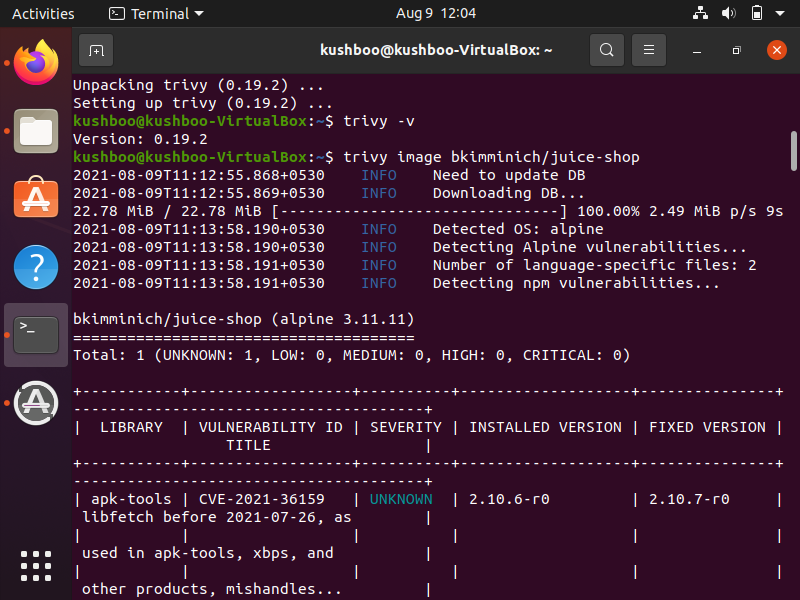 Activities Terminal Aug 9 12:04
kushboo@kushboo-VirtualBox: ~
Unpacking trivy (0.19.2) ...
Setting up trivy (0.19.2) ...
kushboo@kushboo-VirtualBox:~$ trivy -v
Version: 0.19.2
kushboo@kushboo-VirtualBox:~$ trivy image bkimminich/juice-shop
2021-08-09T11:12:55.868+0530    INFO    Need to update DB
2021-08-09T11:12:55.869+0530    INFO    Downloading DB...
22.78 MiB / 22.78 MiB [-------------------------------] 100.00% 2.49 MiB p/s 9s
2021-08-09T11:13:58.190+0530    INFO    Detected OS: alpine
2021-08-09T11:13:58.190+0530    INFO    Detecting Alpine vulnerabilities...
2021-08-09T11:13:58.191+0530    INFO    Number of language-specific files: 2
2021-08-09T11:13:58.191+0530    INFO    Detecting npm vulnerabilities...
bkimminich/juice-shop (alpine 3.11.11)
======================================
Total: 1 (UNKNOWN: 1, LOW: 0, MEDIUM: 0, HIGH: 0, CRITICAL: 0)
+-----------+------------------+----------+-------------------+---------------+
---------------------------------------+
|  LIBRARY  | VULNERABILITY ID | SEVERITY | INSTALLED VERSION | FIXED VERSION |
                 TITLE                 |
+-----------+------------------+----------+-------------------+---------------+
---------------------------------------+
| apk-tools | CVE-2021-36159   | UNKNOWN  | 2.10.6-r0         | 2.10.7-r0     |
 libfetch before 2021-07-26, as        |
|           |                  |          |                   |               |
 used in apk-tools, xbps, and          |
|           |                  |          |                   |               |
 other products, mishandles...         |